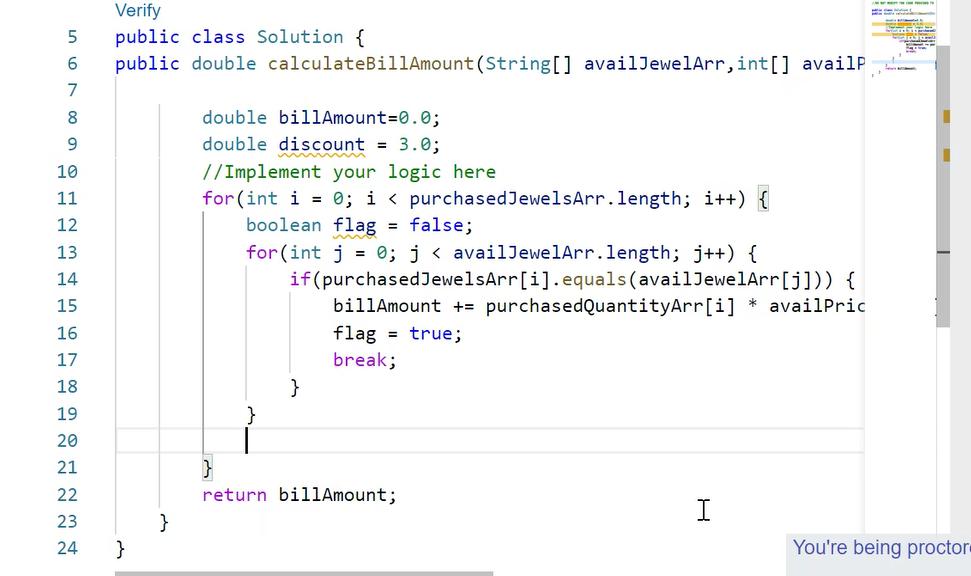 Verify
5 public class Solution {
6 public double calculateBillAmount(String[] availJewelArr,int[] availP
7
8 double billAmount=0.0;
9 double discount = 3.0;
10 //Implement your logic here
11 for(int i = 0; i < purchasedJewelsArr.length; i++) {
12 boolean flag = false;
13 for(int j = 0; j < availJewelArr.length; j++) {
14 if(purchasedJewelsArr[i].equals(availJewelArr[j])) {
15 billAmount += purchasedQuantityArr[i] * availPric
16 flag = true;
17 break;
18 }
19 }
20
21 }
22 return billAmount;
23 }
24 }
You're being proctor